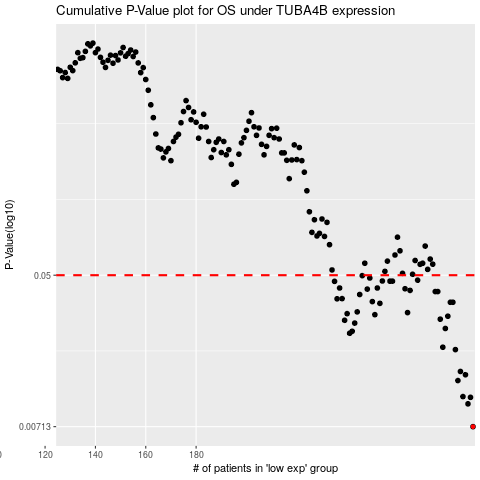 Cumulative P-Value plot for OS under TUBA4B expression
P-Value(log10)
0.05
0.00713
0 120 140 160 180
# of patients in 'low exp' group